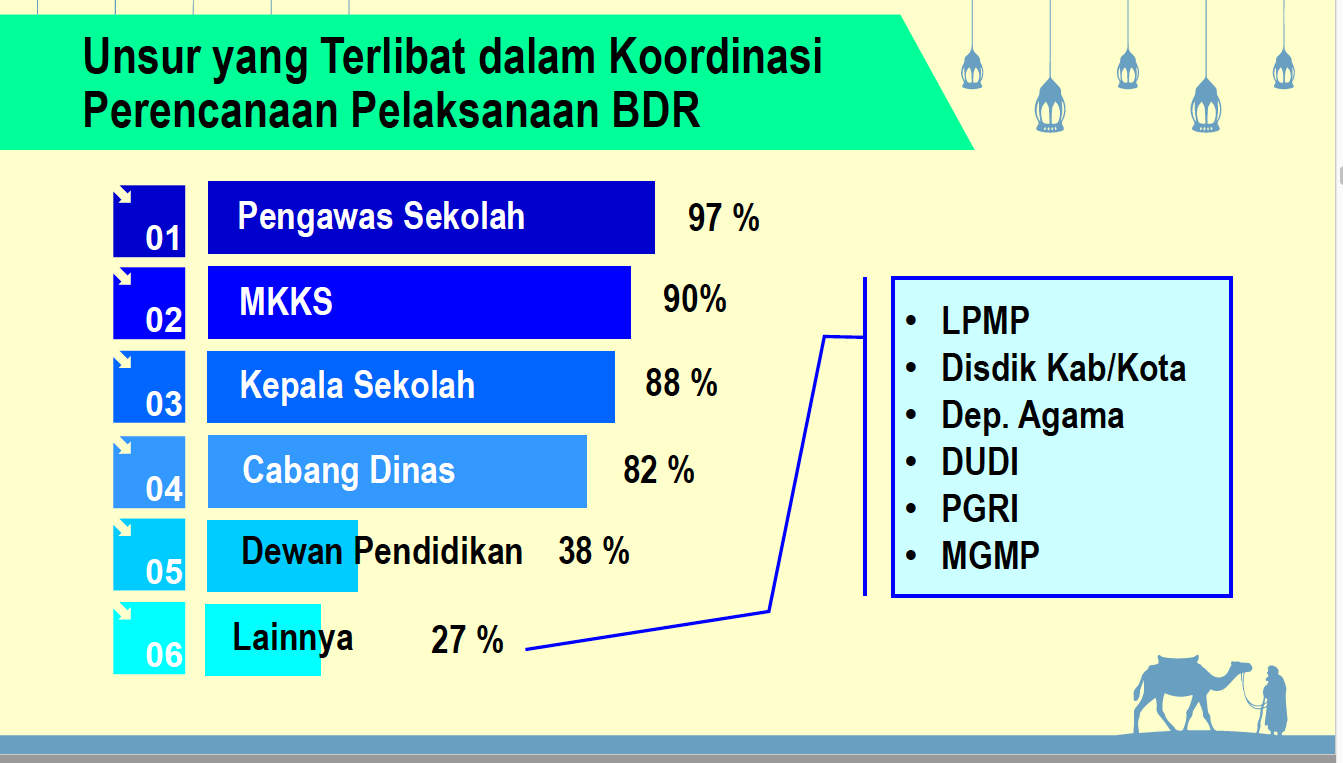 Unsur yang Terlibat dalam Koordinasi
Perencanaan Pelaksanaan BDR
01 Pengawas Sekolah 97 %
02 MKKS 90%
03 Kepala Sekolah 88 %
04 Cabang Dinas 82 %
05 Dewan Pendidikan 38 %
06 Lainnya 27 %
• LPMP
• Disdik Kab/Kota
• Dep. Agama
• DUDI
• PGRI
• MGMP